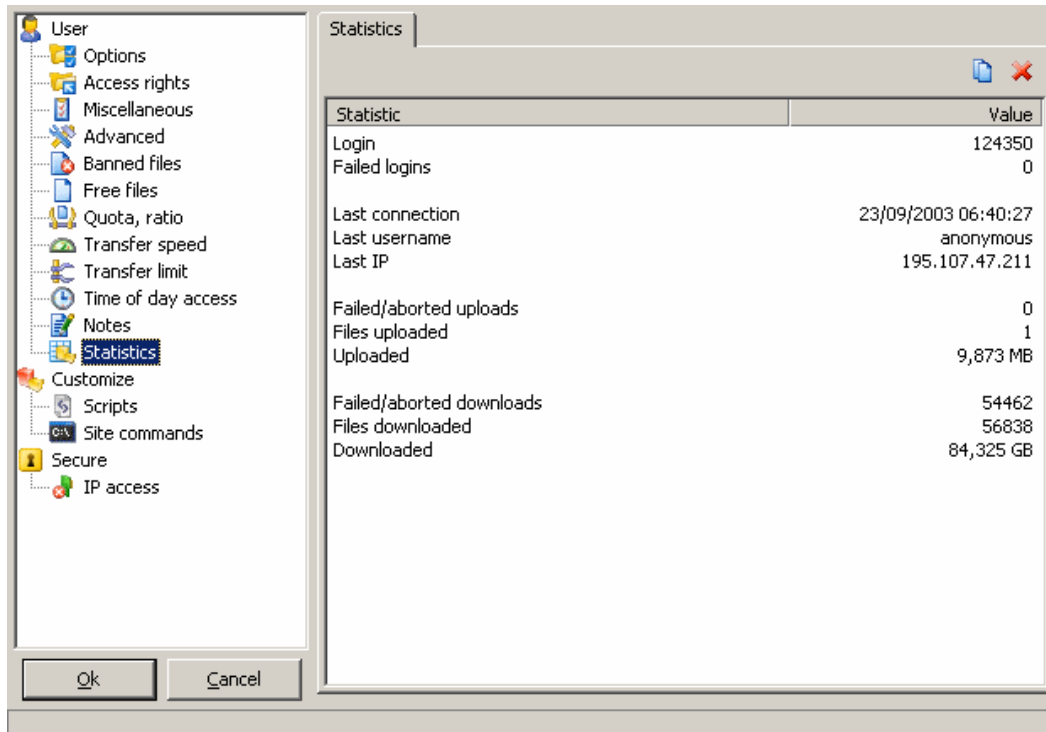 User
Options
Access rights
Miscellaneous
Advanced
Banned files
Free files
Quota, ratio
Transfer speed
Transfer limit
Time of day access
Notes
Statistics
Customize
Scripts
Site commands
Secure
IP access
Ok Cancel
Statistics
Statistic Value
Login 124350
Failed logins 0
Last connection 23/09/2003 06:40:27
Last username anonymous
Last IP 195.107.47.211
Failed/aborted uploads 0
Files uploaded 1
Uploaded 9,873 MB
Failed/aborted downloads 54462
Files downloaded 56838
Downloaded 84,325 GB